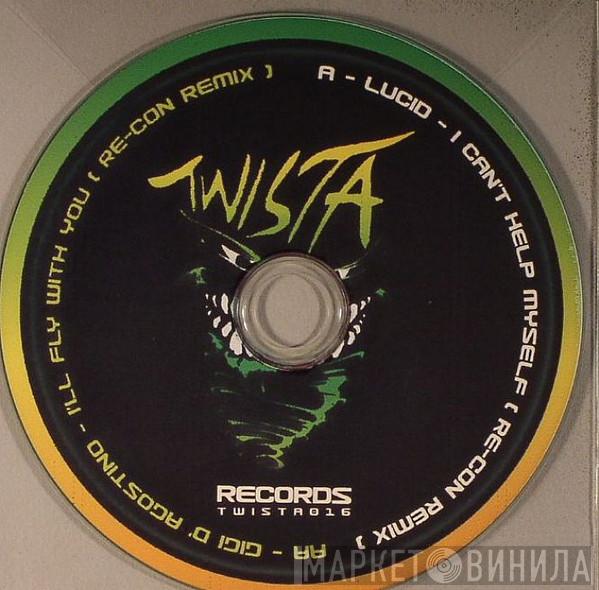 TWISTA
A - LUCID - I CAN'T HELP MYSELF ( RE-CON REMIX )
AA - GIGI D'AGOSTINO - I'LL FLY WITH YOU ( RE-CON REMIX )
RECORDS
TWISTA016
МАРКЕТ ВИНИЛА